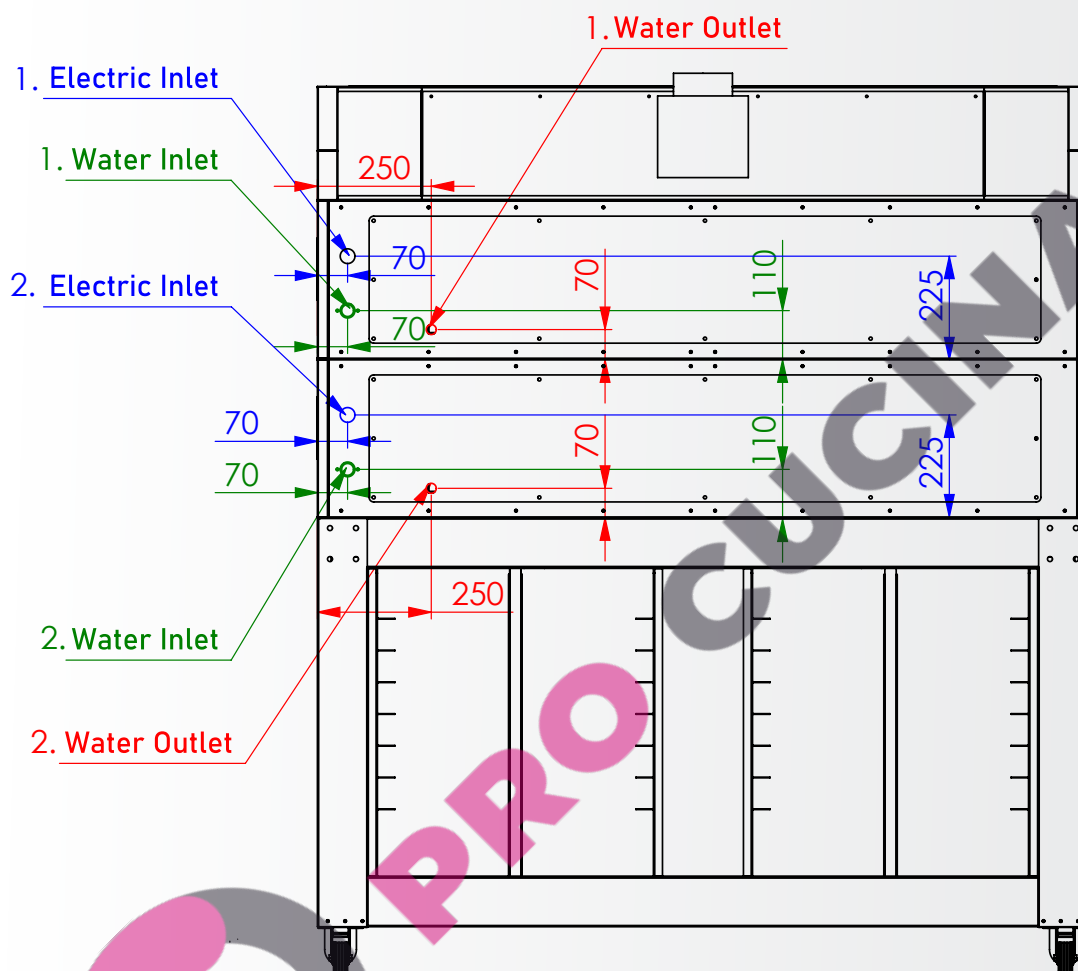 1. Water Outlet
1. Electric Inlet
1. Water Inlet
250
70
70
110
225
2. Electric Inlet
70
70
70
110
225
70
250
2. Water Inlet
2. Water Outlet
PRO CUCINA